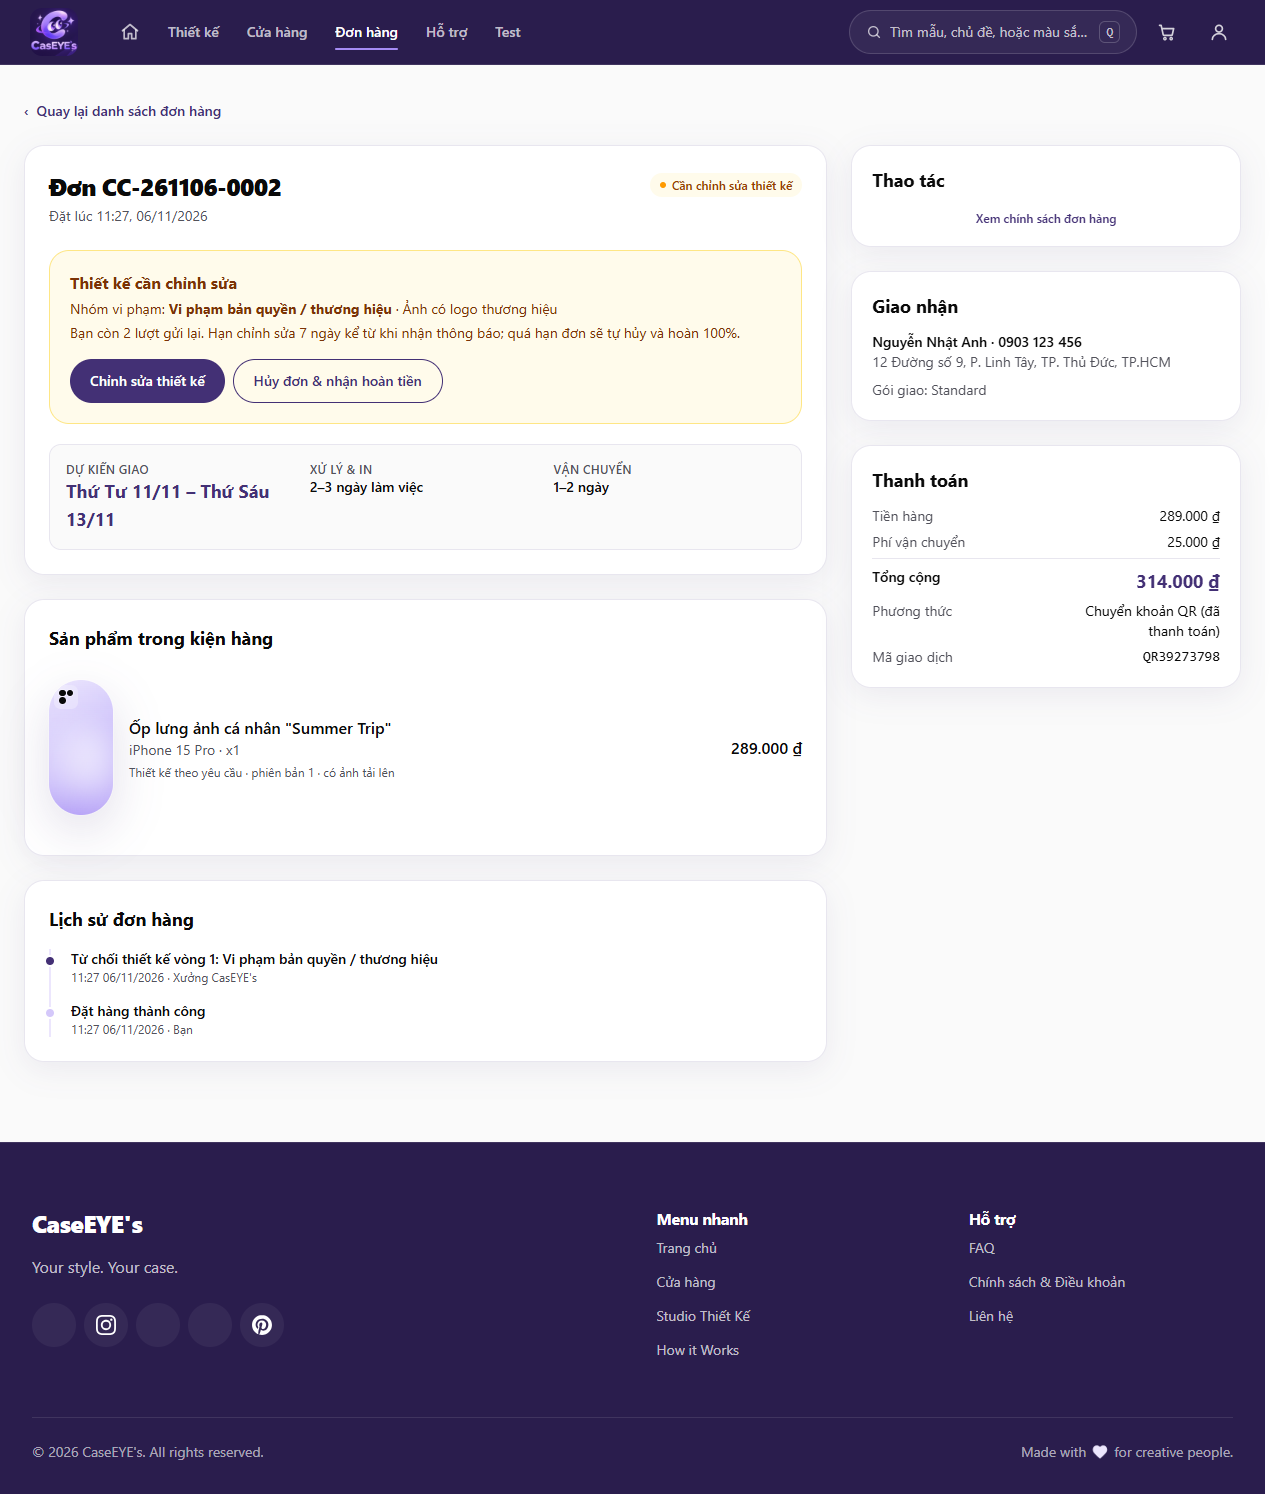 CasEYE's
Thiết kế
Cửa hàng
Đơn hàng
Hỗ trợ
Test
Tìm mẫu, chủ đề, hoặc màu sắ...
Q
‹ Quay lại danh sách đơn hàng
Đơn CC-261106-0002
Cần chỉnh sửa thiết kế
Đặt lúc 11:27, 06/11/2026
Thiết kế cần chỉnh sửa
Nhóm vi phạm: Vi phạm bản quyền / thương hiệu · Ảnh có logo thương hiệu
Bạn còn 2 lượt gửi lại. Hạn chỉnh sửa 7 ngày kể từ khi nhận thông báo; quá hạn đơn sẽ tự hủy và hoàn 100%.
Chỉnh sửa thiết kế
Hủy đơn & nhận hoàn tiền
DỰ KIẾN GIAO
Thứ Tư 11/11 – Thứ Sáu
13/11
XỬ LÝ & IN
2–3 ngày làm việc
VẬN CHUYỂN
1–2 ngày
Sản phẩm trong kiện hàng
Ốp lưng ảnh cá nhân "Summer Trip"
iPhone 15 Pro · x1
Thiết kế theo yêu cầu · phiên bản 1 · có ảnh tải lên
289.000 ₫
Lịch sử đơn hàng
Từ chối thiết kế vòng 1: Vi phạm bản quyền / thương hiệu
11:27 06/11/2026 · Xưởng CasEYE's
Đặt hàng thành công
11:27 06/11/2026 · Bạn
Thao tác
Xem chính sách đơn hàng
Giao nhận
Nguyễn Nhật Anh · 0903 123 456
12 Đường số 9, P. Linh Tây, TP. Thủ Đức, TP.HCM
Gói giao: Standard
Thanh toán
Tiền hàng 289.000 ₫
Phí vận chuyển 25.000 ₫
Tổng cộng 314.000 ₫
Phương thức Chuyển khoản QR (đã
thanh toán)
Mã giao dịch QR39273798
CaseEYE's
Your style. Your case.
Menu nhanh
Trang chủ
Cửa hàng
Studio Thiết Kế
How it Works
Hỗ trợ
FAQ
Chính sách & Điều khoản
Liên hệ
© 2026 CaseEYE's. All rights reserved.
Made with for creative people.